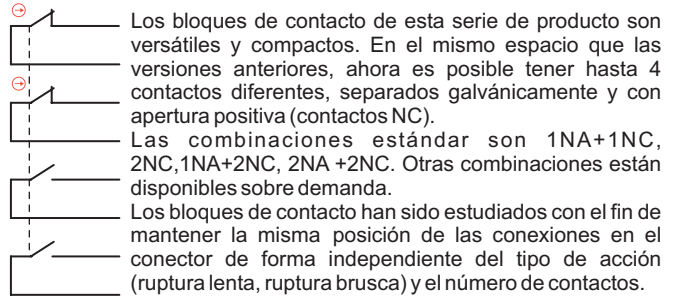 Los bloques de contacto de esta serie de producto son
versátiles y compactos. En el mismo espacio que las
versiones anteriores, ahora es posible tener hasta 4
contactos diferentes, separados galvánicamente y con
apertura positiva (contactos NC).
Las combinaciones estándar son 1NA+1NC,
2NC,1NA+2NC, 2NA +2NC. Otras combinaciones están
disponibles sobre demanda.
Los bloques de contacto han sido estudiados con el fin de
mantener la misma posición de las conexiones en el
conector de forma independiente del tipo de acción
(ruptura lenta, ruptura brusca) y el número de contactos.